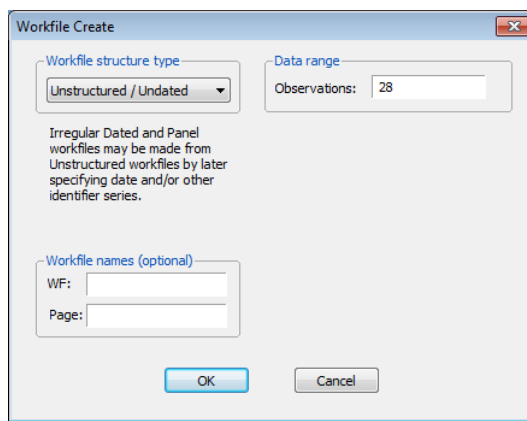 Workfile Create
Workfile structure type
Unstructured / Undated
Irregular Dated and Panel
workfiles may be made from
Unstructured workfiles by later
specifying date and/or other
identifier series.
Data range
Observations: 28
Workfile names (optional)
WF:
Page:
OK
Cancel